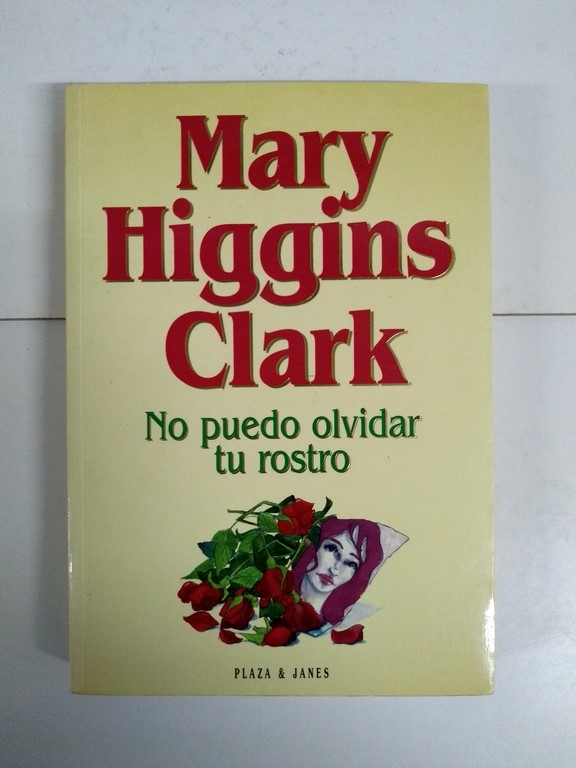 Mary
Higgins
Clark
No puedo olvidar
tu rostro
PLAZA & JANES